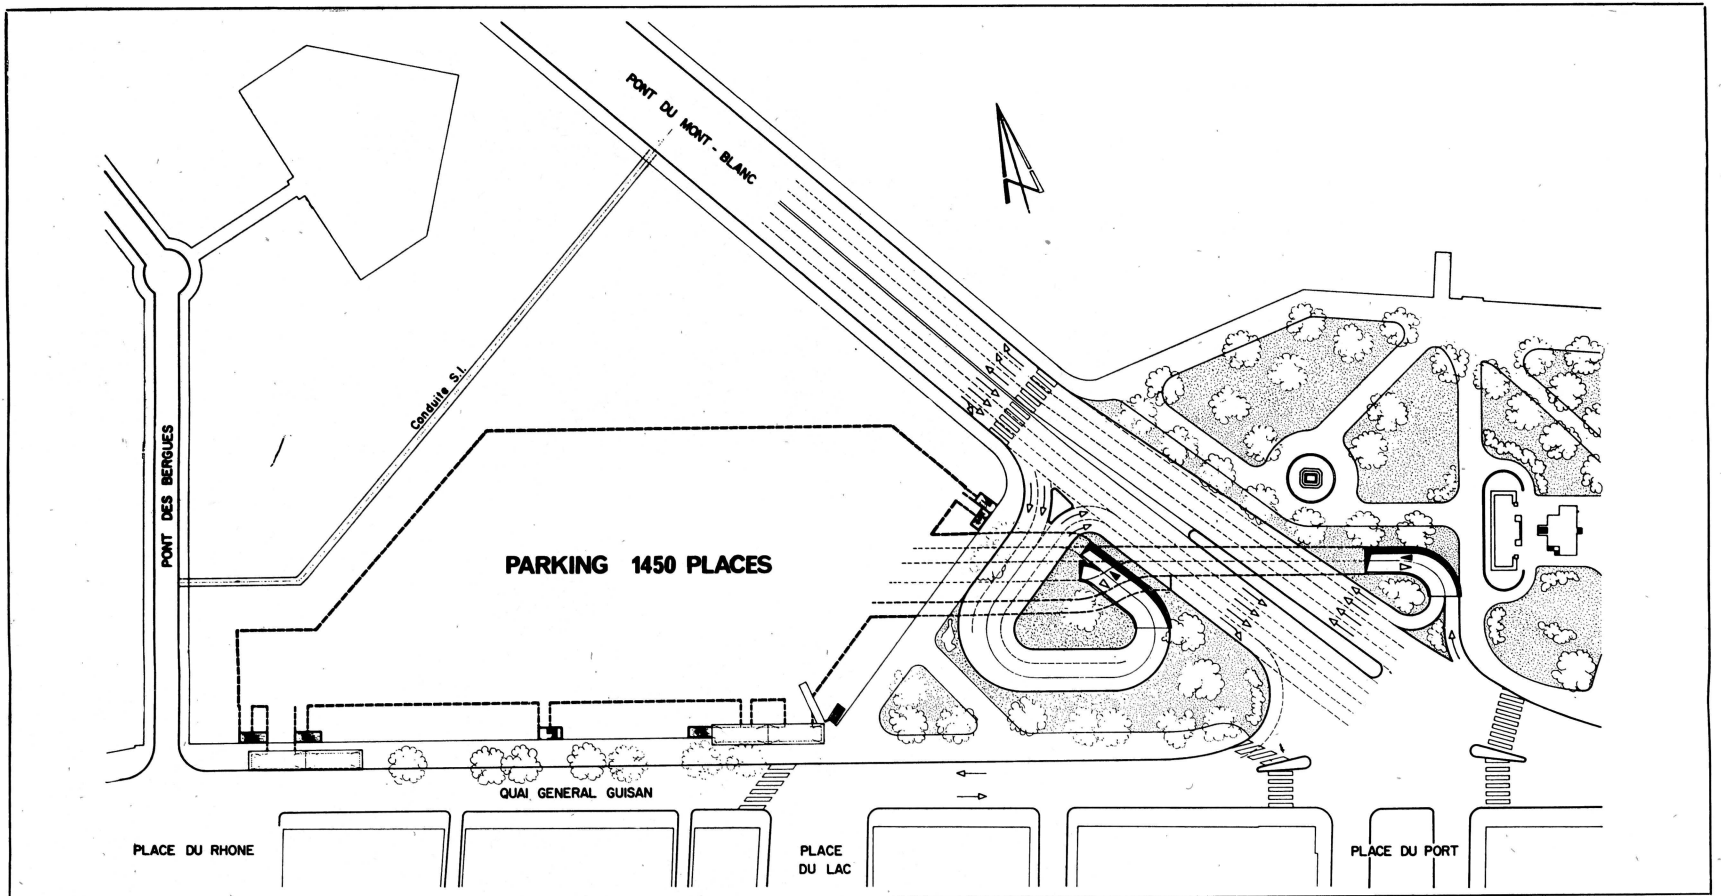 PONT DU MONT-BLANC
Conduite S.I.
PONT DES BERGUES
PARKING 1450 PLACES
QUAI GENERAL GUISAN
PLACE DU RHONE
PLACE
DU LAC
PLACE DU PORT